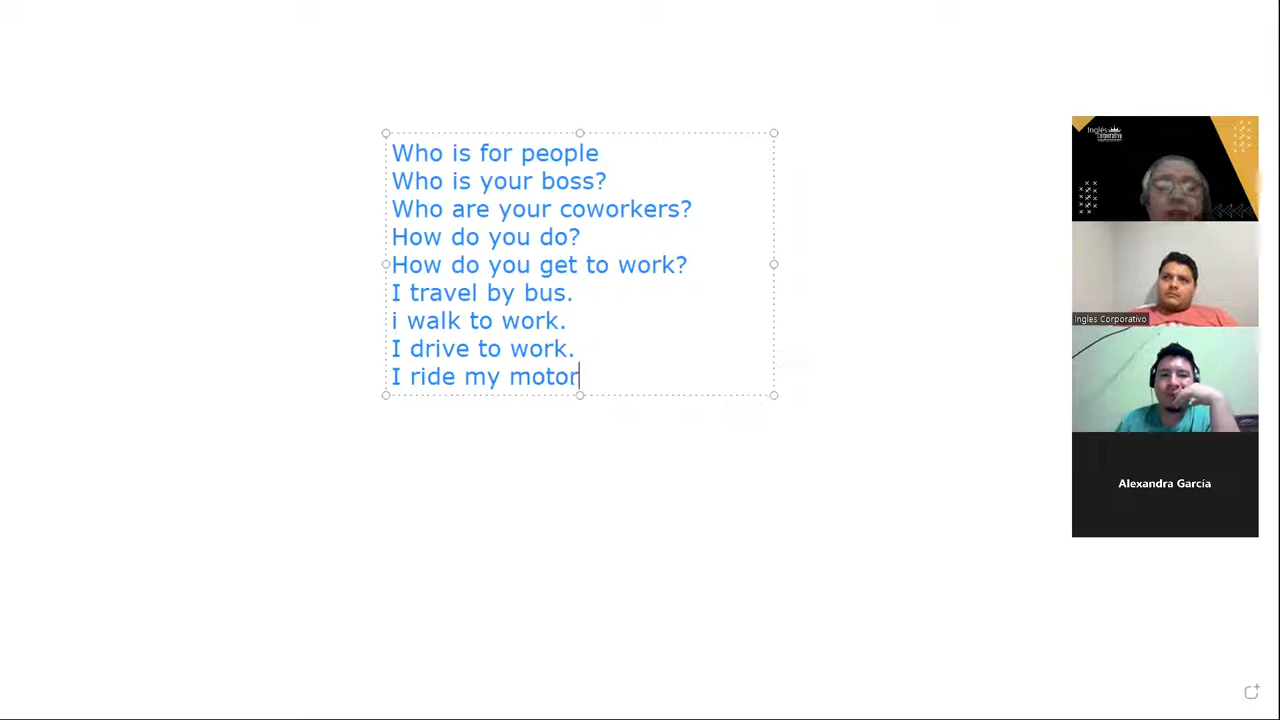 Who is for people
Who is your boss?
Who are your coworkers?
How do you do?
How do you get to work?
I travel by bus.
i walk to work.
I drive to work.
I ride my motor
Inglés
Corporativo
Ingles Corporativo
Alexandra García